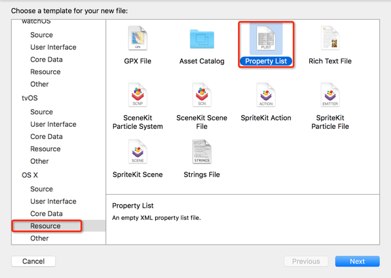 Choose a template for your new file:
watchOS
Source
User Interface
Core Data
Resource
Other
tvOS
Source
User Interface
Core Data
Resource
Other
OS X
Source
User Interface
Core Data
Resource
Other
GPX File
Asset Catalog
PLIST
Property List
Rich Text File
SCNP
SceneKit
Particle System
SCN
SceneKit Scene
File
ACTION
SpriteKit Action
EMITTER
SpriteKit
Particle File
SpriteKit Scene
STRINGS
Strings File
Property List
An empty XML property list file.
Cancel
Previous
Next